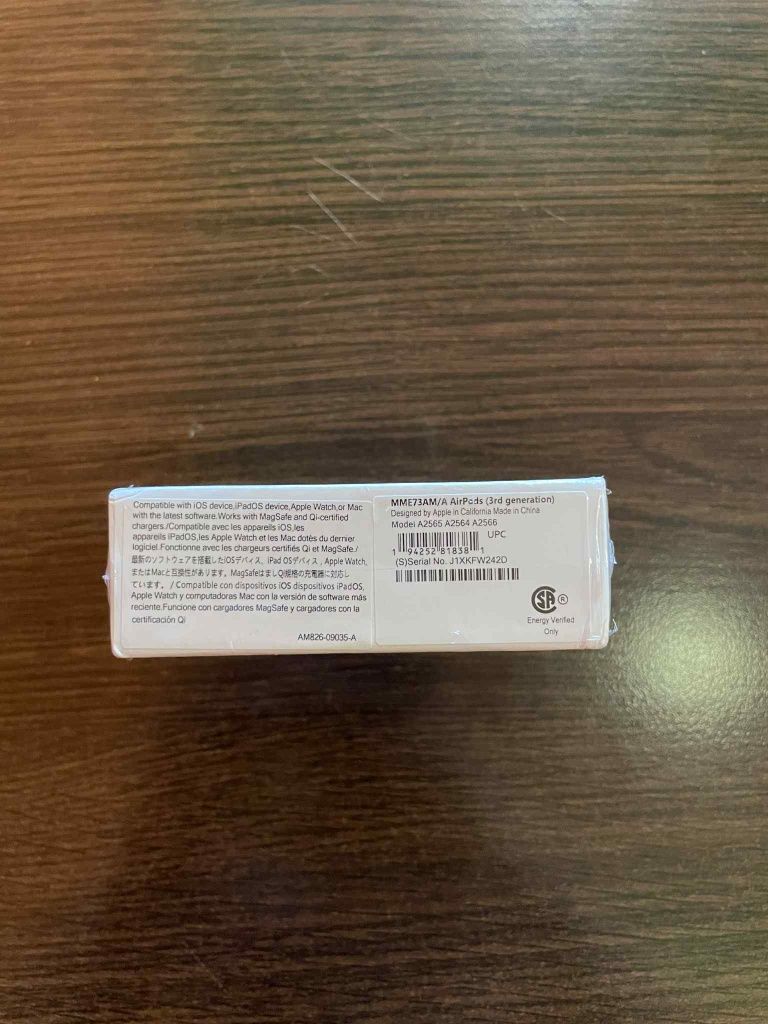 Compatible with iOS device,iPadOS device,Apple Watch,or Mac
with the latest software.Works with MagSafe and Qi-certified
chargers./Compatible avec les appareils iOS,les
appareils iPadOS,les Apple Watch et les Mac dotés du dernier
logiciel.Fonctionne avec les chargeurs certifiés Qi et MagSafe./
最新のソフトウェアを搭載したiOSデバイス、iPad OSデバイス , Apple Watch,
またはMacと互換性があります。MagSafeはましQi規格の充電器に対応し
ています。 / Compatible con dispositivos iOS dispositivos iPadOS,
Apple Watch y computadoras Mac con la versión de software más
reciente.Funcione con cargadores MagSafe y cargadores con la
certificación Qi
AM826-09035-A
MME73AM/A AirPods (3rd generation)
Designed by Apple in California Made in China
Model A2565 A2564 A2566
UPC
1 94252 81838 1
(S)Serial No. J1XKFW242D
SA ®
Energy Verified
Only